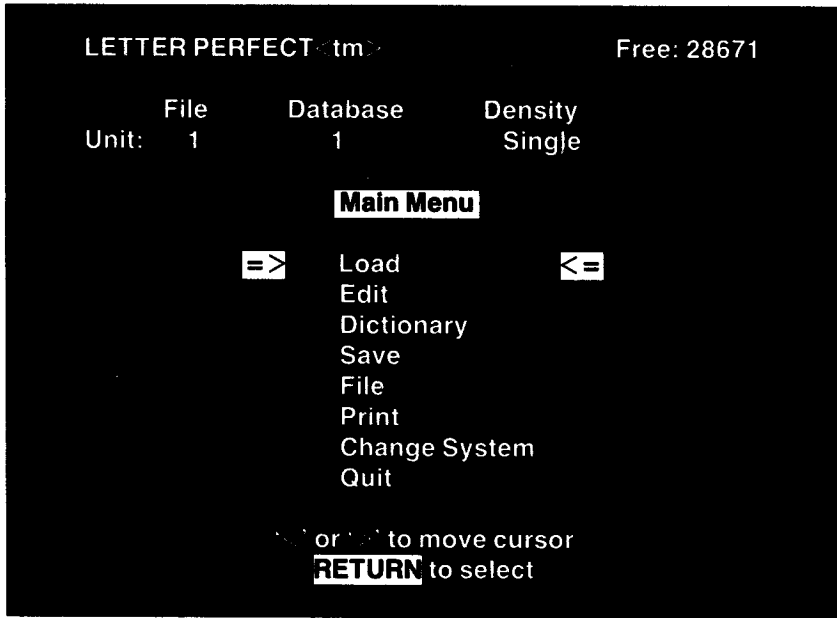 LETTER PERFECT<tm> Free: 28671
File Database Density
Unit: 1 1 Single
Main Menu
=> Load <=
Edit
Dictionary
Save
File
Print
Change System
Quit
or to move cursor
RETURN to select